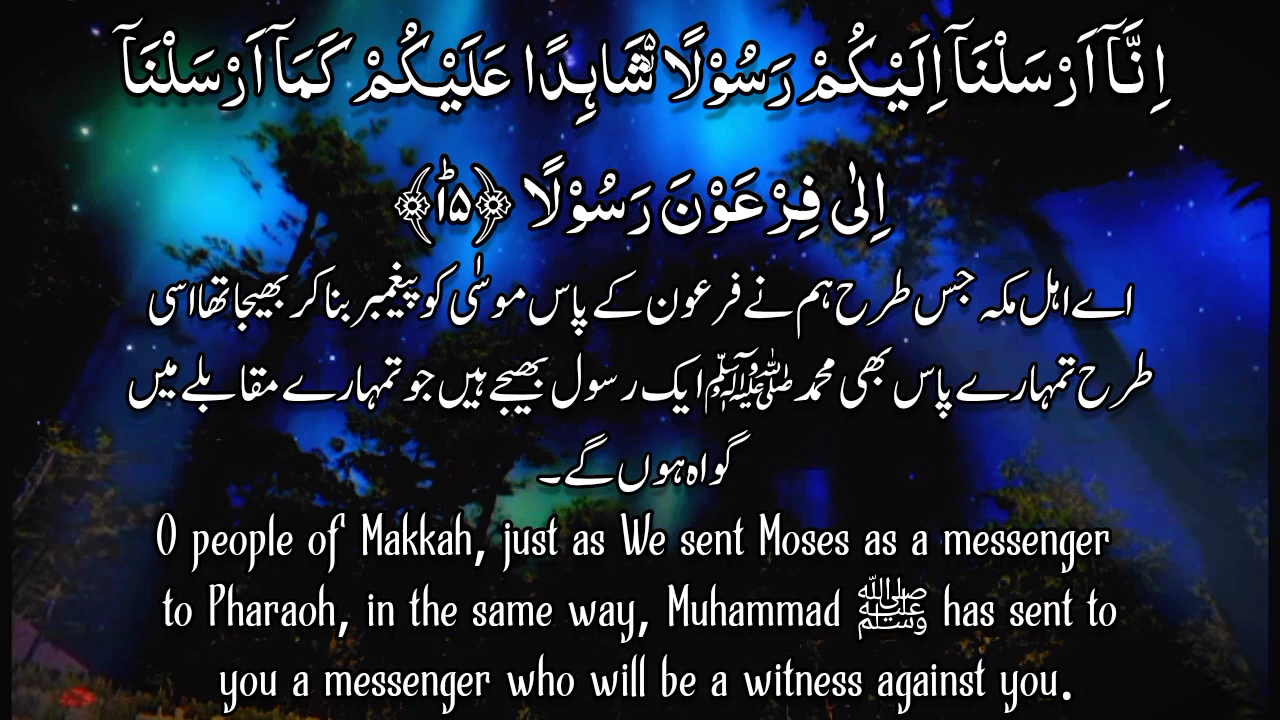 اِنَّاۤ اَرْسَلْنَاۤ اِلَیْكُمْ رَسُوْلًا شَّاہِدًا عَلَیْكُمْ كَمَاۤ اَرْسَلْنَاۤ
اِلٰی فِرْعَوْنَ رَسُوْلًا ﴿ؕ۱۵﴾
اے اہل مکہ جس طرح ہم نے فرعون کے پاس موسٰی کو پیغمبر بنا کر بھیجا تھا اسی
طرح تمہارے پاس بھی محمد ﷺ ایک رسول بھیجے ہیں جو تمہارے مقابلے میں
گواہ ہوں گے۔
O people of Makkah, just as We sent Moses as a messenger
to Pharaoh, in the same way, Muhammad ﷺ has sent to
you a messenger who will be a witness against you.